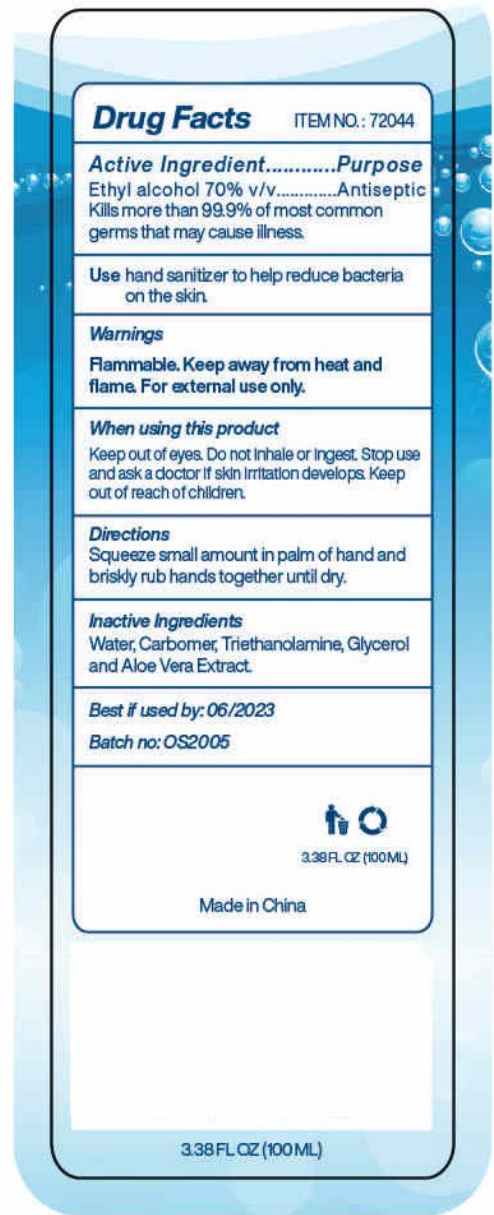 Drug Facts ITEM NO. : 72044
Active Ingredient............Purpose
Ethyl alcohol 70% v/v.............Antiseptic
Kills more than 99.9% of most common
germs that may cause illness.
Use hand sanitizer to help reduce bacteria
on the skin.
Warnings
Flammable. Keep away from heat and
flame. For external use only.
When using this product
Keep out of eyes. Do not inhale or ingest. Stop use
and ask a doctor if skin irritation develops. Keep
out of reach of children.
Directions
Squeeze small amount in palm of hand and
briskly rub hands together until dry.
Inactive Ingredients
Water, Carbomer, Triethanolamine, Glycerol
and Aloe Vera Extract.
Best if used by: 06/2023
Batch no: OS2005
3.38 FL OZ (100 ML)
Made in China
3.38 FL OZ (100 ML)